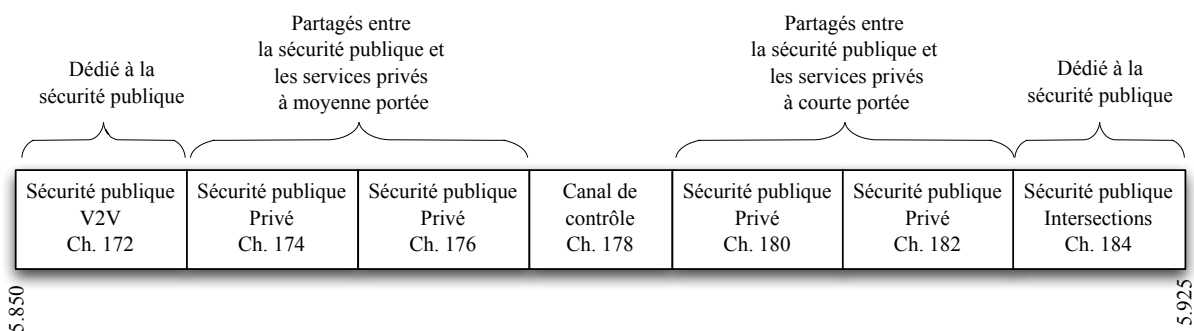 Dédié à la
sécurité publique
Partagés entre
la sécurité publique et
les services privés
à moyenne portée
Partagés entre
la sécurité publique et
les services privés
à courte portée
Dédié à la
sécurité publique
Sécurité publique
V2V
Ch. 172
Sécurité publique
Privé
Ch. 174
Sécurité publique
Privé
Ch. 176
Canal de
contrôle
Ch. 178
Sécurité publique
Privé
Ch. 180
Sécurité publique
Privé
Ch. 182
Sécurité publique
Intersections
Ch. 184
5.850
5.925